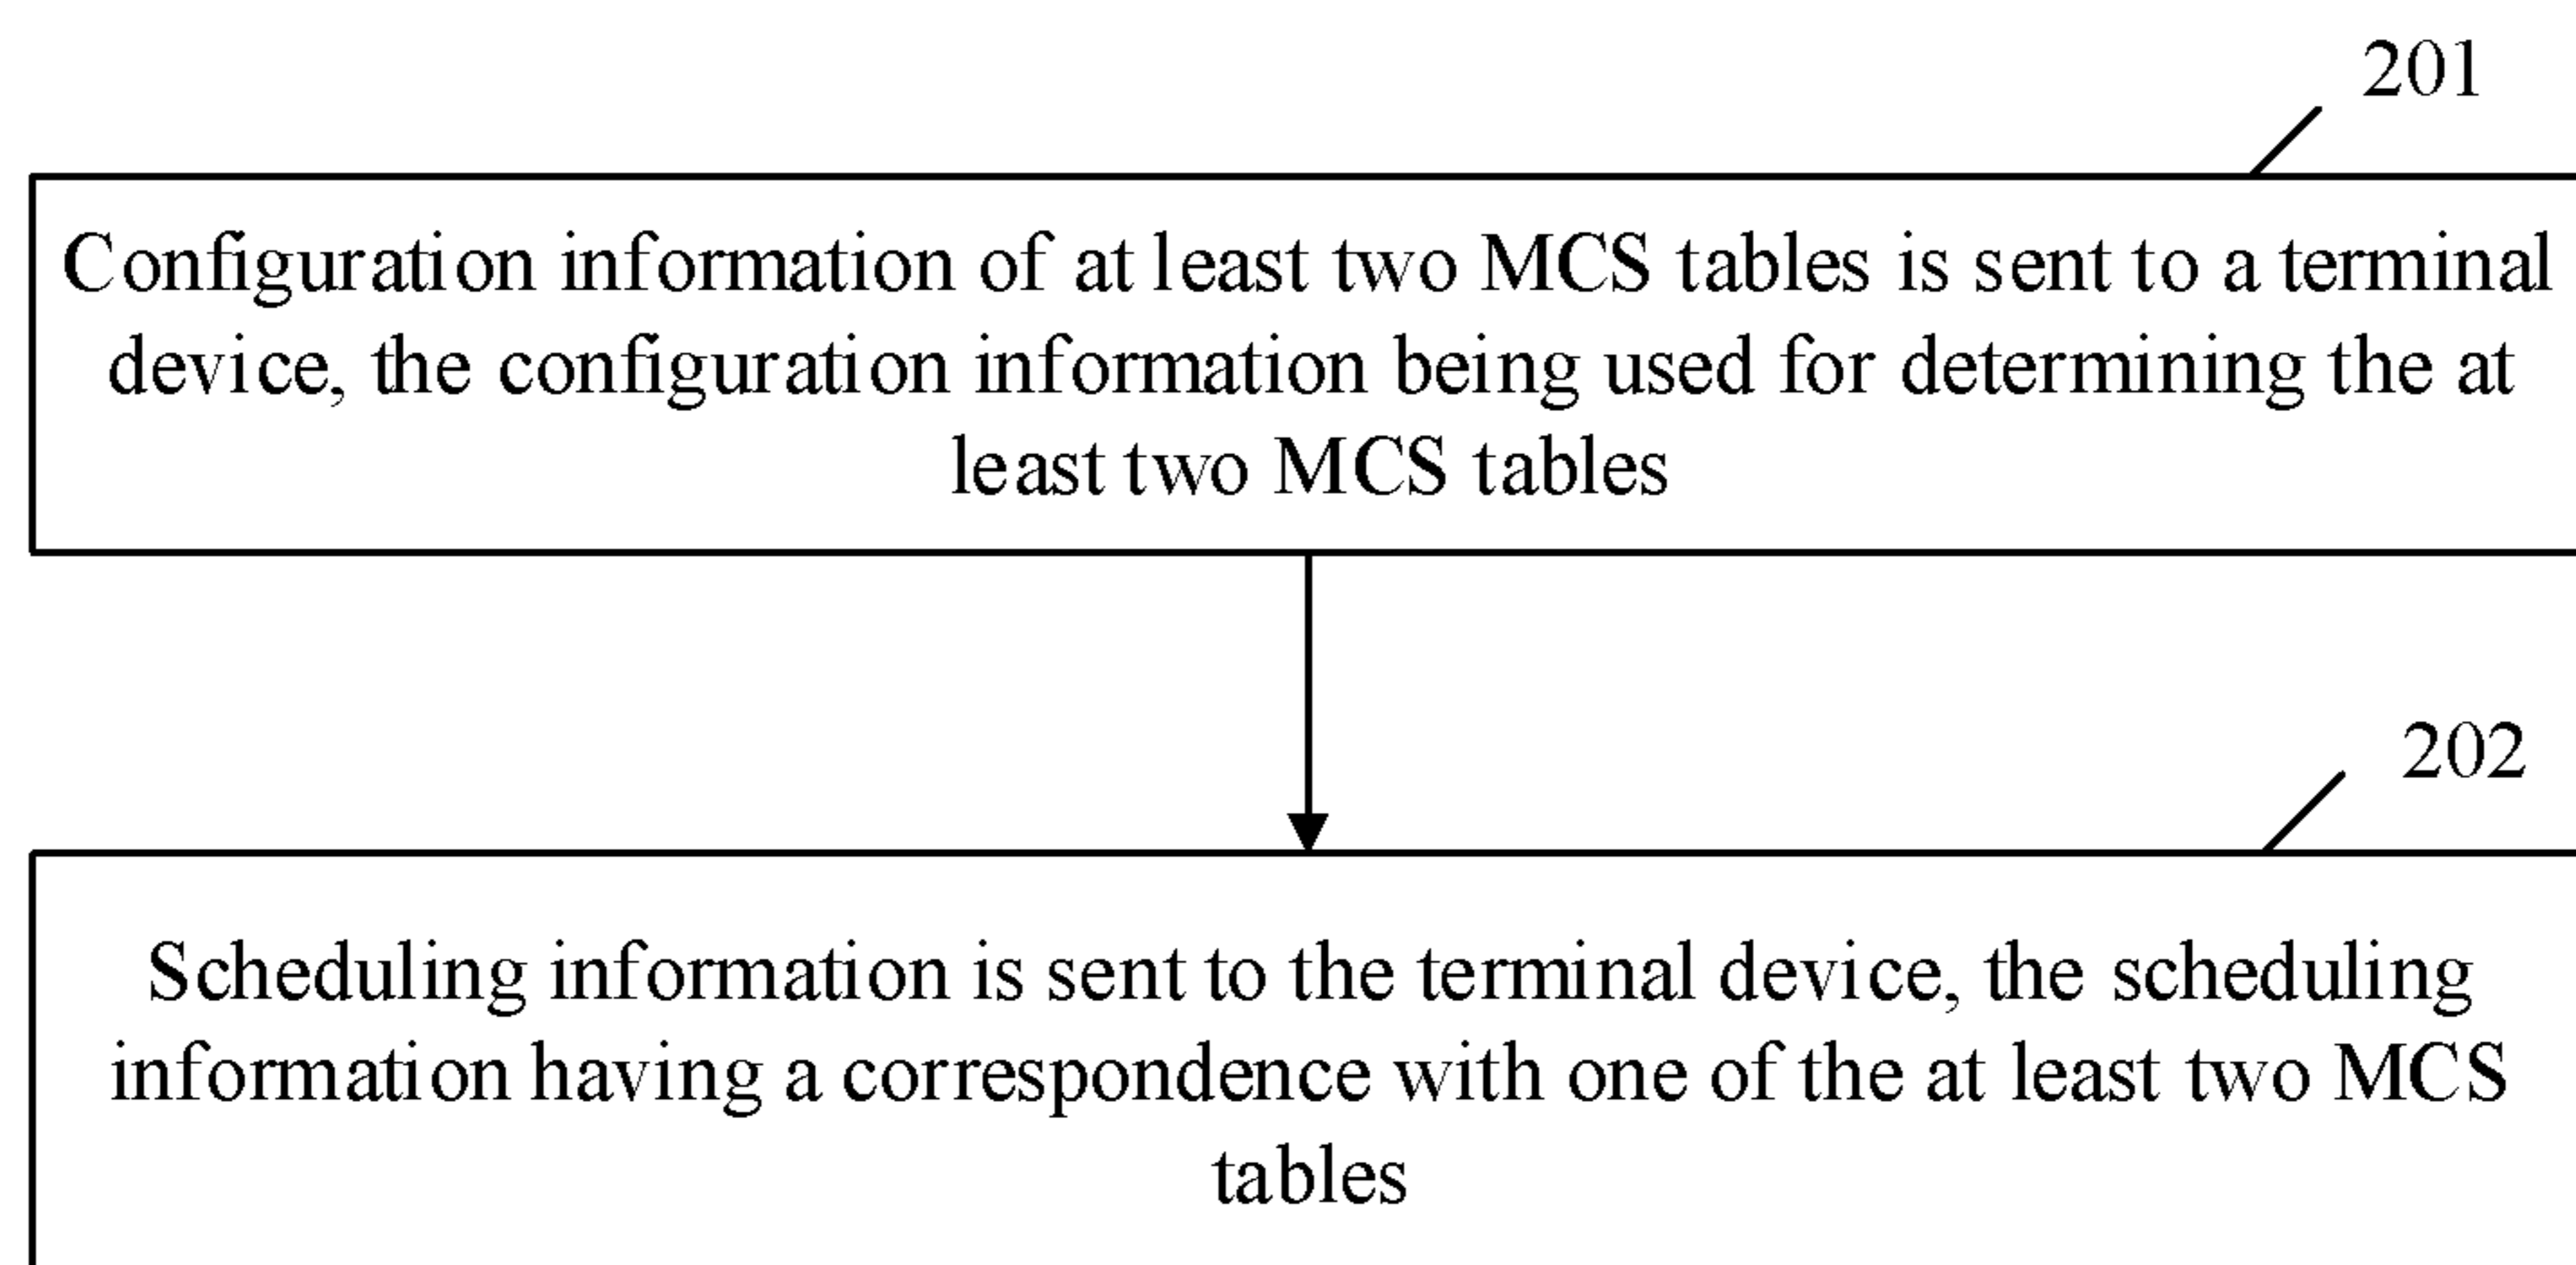 201
Configuration information of at least two MCS tables is sent to a terminal
device, the configuration information being used for determining the at
least two MCS tables
202
Scheduling information is sent to the terminal device, the scheduling
information having a correspondence with one of the at least two MCS
tables